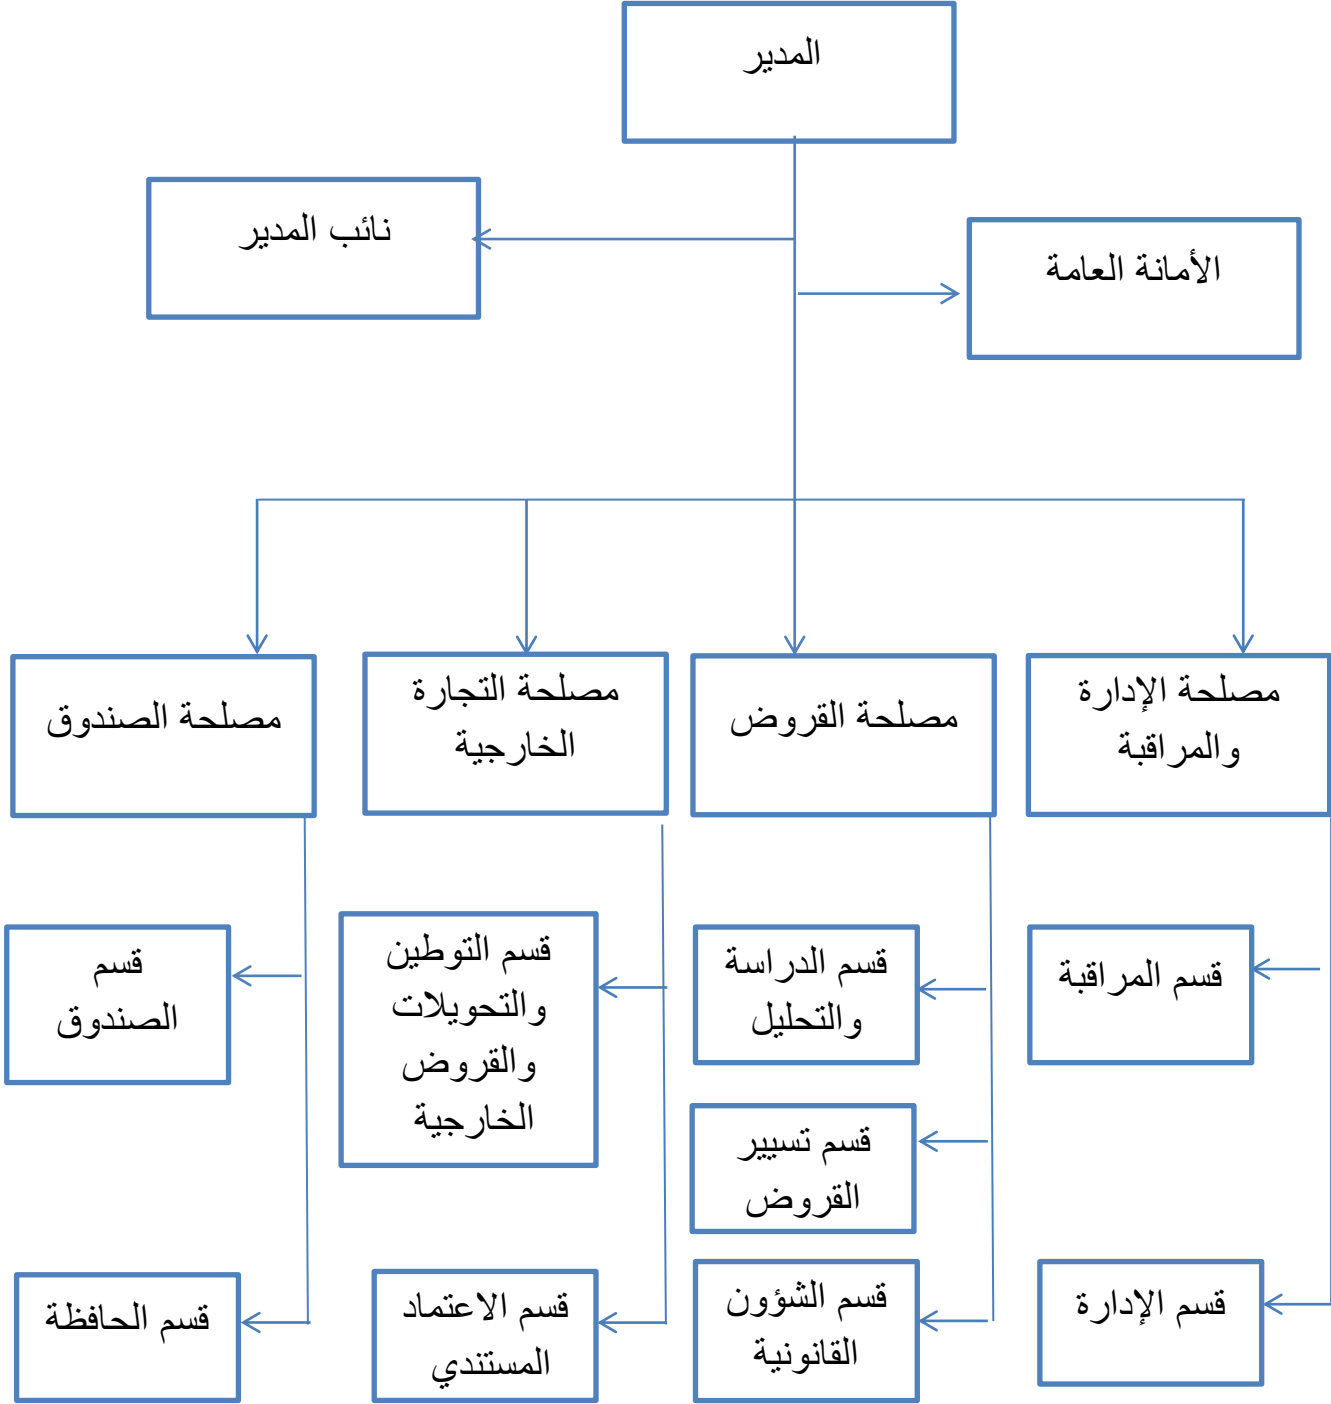 المدير
نائب المدير
الأمانة العامة
مصلحة الإدارة
والمراقبة
مصلحة القروض
مصلحة التجارة
الخارجية
مصلحة الصندوق
قسم المراقبة
قسم الدراسة
والتحليل
قسم التوطين
والتحويلات
والقروض
الخارجية
قسم
الصندوق
قسم تسيير
القروض
قسم الإدارة
قسم الشؤون
القانونية
قسم الاعتماد
المستندي
قسم الحافظة